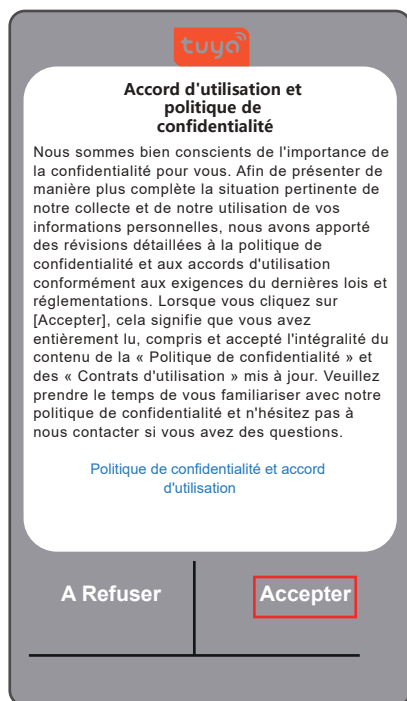 tuya
Accord d'utilisation et
politique de
confidentialité
Nous sommes bien conscients de l'importance de
la confidentialité pour vous. Afin de présenter de
manière plus complète la situation pertinente de
notre collecte et de notre utilisation de vos
informations personnelles, nous avons apporté
des révisions détaillées à la politique de
confidentialité et aux accords d'utilisation
conformément aux exigences du dernières lois et
réglementations. Lorsque vous cliquez sur
[Accepter], cela signifie que vous avez
entièrement lu, compris et accepté l'intégralité du
contenu de la « Politique de confidentialité » et
des « Contrats d'utilisation » mis à jour. Veuillez
prendre le temps de vous familiariser avec notre
politique de confidentialité et n'hésitez pas à
nous contacter si vous avez des questions.
Politique de confidentialité et accord
d'utilisation
A Refuser Accepter